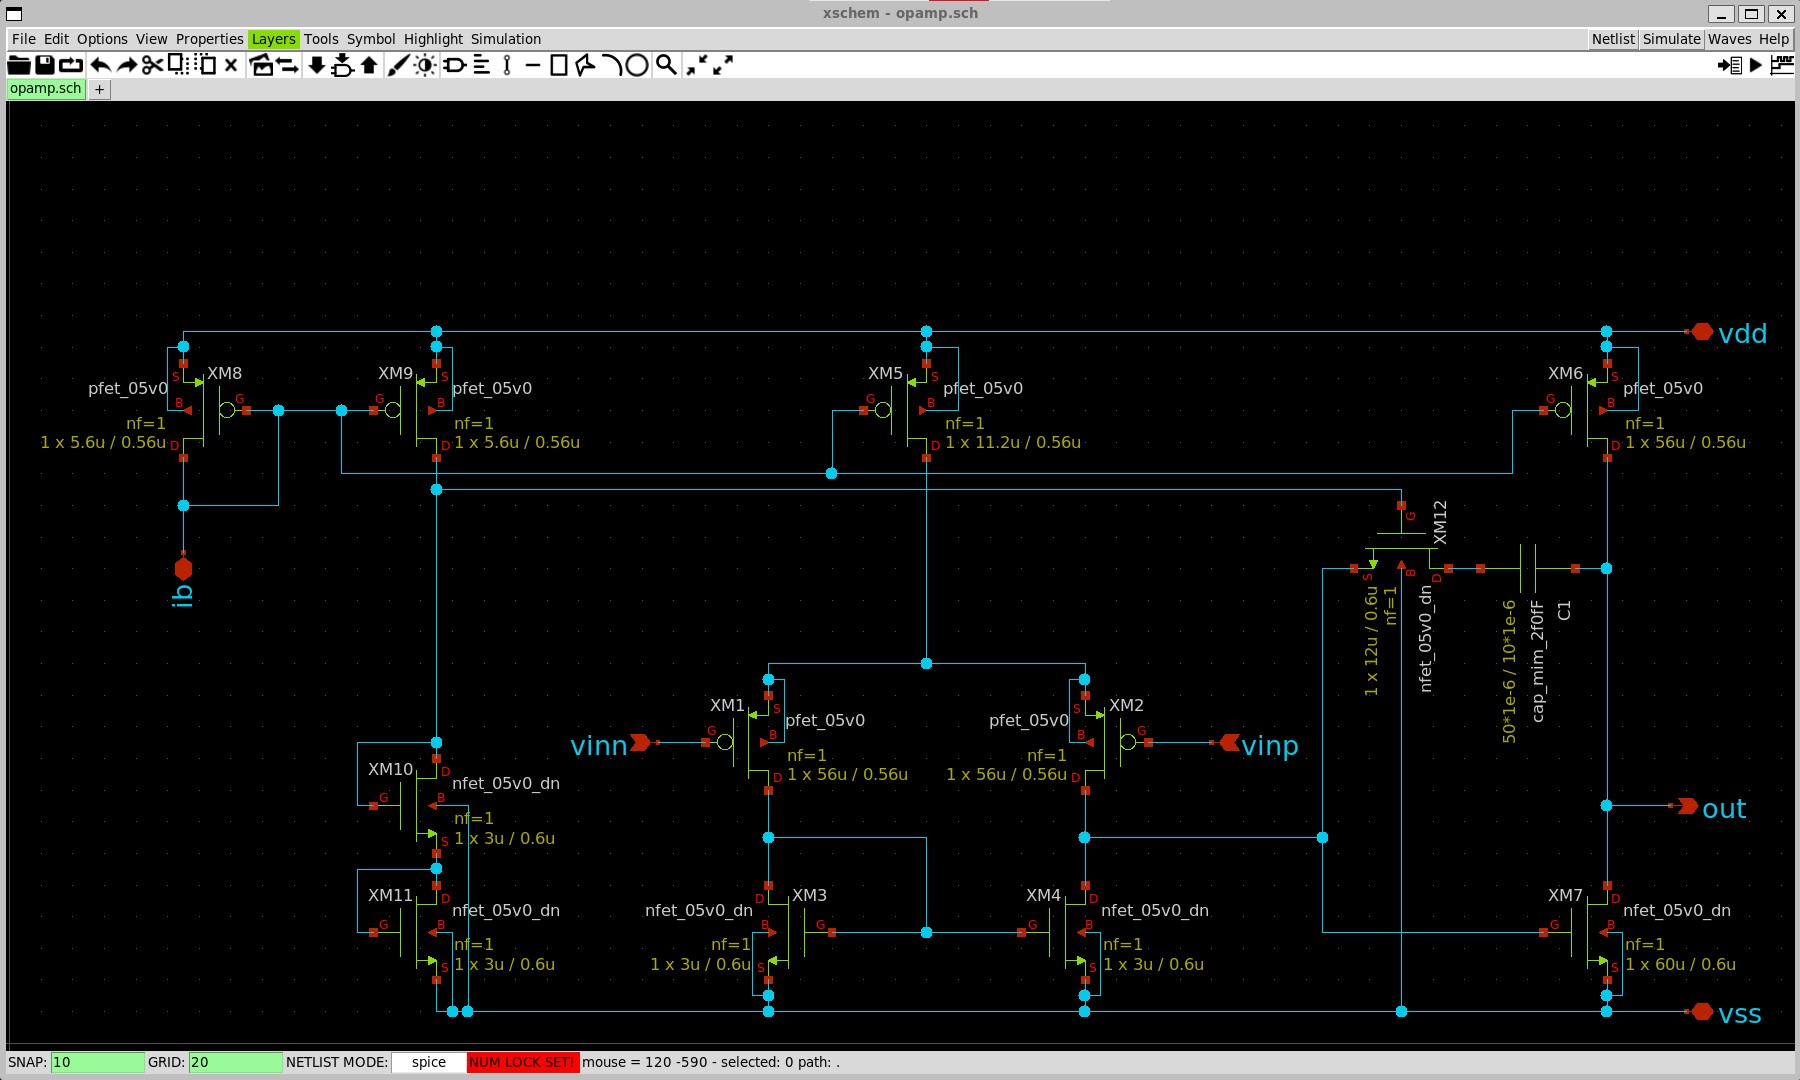 xschem - opamp.sch
File Edit Options View Properties Layers Tools Symbol Highlight Simulation Netlist Simulate Waves Help
opamp.sch +
vdd
XM8
pfet_05v0
S
B
G
D
nf=1
1 x 5.6u / 0.56u
XM9
pfet_05v0
S
G
B
D
nf=1
1 x 5.6u / 0.56u
XM5
pfet_05v0
S
G
B
D
nf=1
1 x 11.2u / 0.56u
XM6
pfet_05v0
S
G
B
D
nf=1
1 x 56u / 0.56u
ib
XM12
G
S
B
D
1 x 12u / 0.6u
nf=1
nfet_05v0_dn
50*1e-6 / 10*1e-6
cap_mim_2f0fF
C1
vinn
XM1
pfet_05v0
S
G
B
D
nf=1
1 x 56u / 0.56u
XM2
pfet_05v0
S
G
B
D
nf=1
1 x 56u / 0.56u
vinp
XM10
nfet_05v0_dn
D
G
B
S
nf=1
1 x 3u / 0.6u
out
XM11
nfet_05v0_dn
D
G
B
S
nf=1
1 x 3u / 0.6u
XM3
nfet_05v0_dn
D
B
G
S
nf=1
1 x 3u / 0.6u
XM4
nfet_05v0_dn
D
G
B
S
nf=1
1 x 3u / 0.6u
XM7
nfet_05v0_dn
D
G
B
S
nf=1
1 x 60u / 0.6u
vss
SNAP: 10 GRID: 20 NETLIST MODE: spice NUM LOCK SET! mouse = 120 -590 - selected: 0 path: .